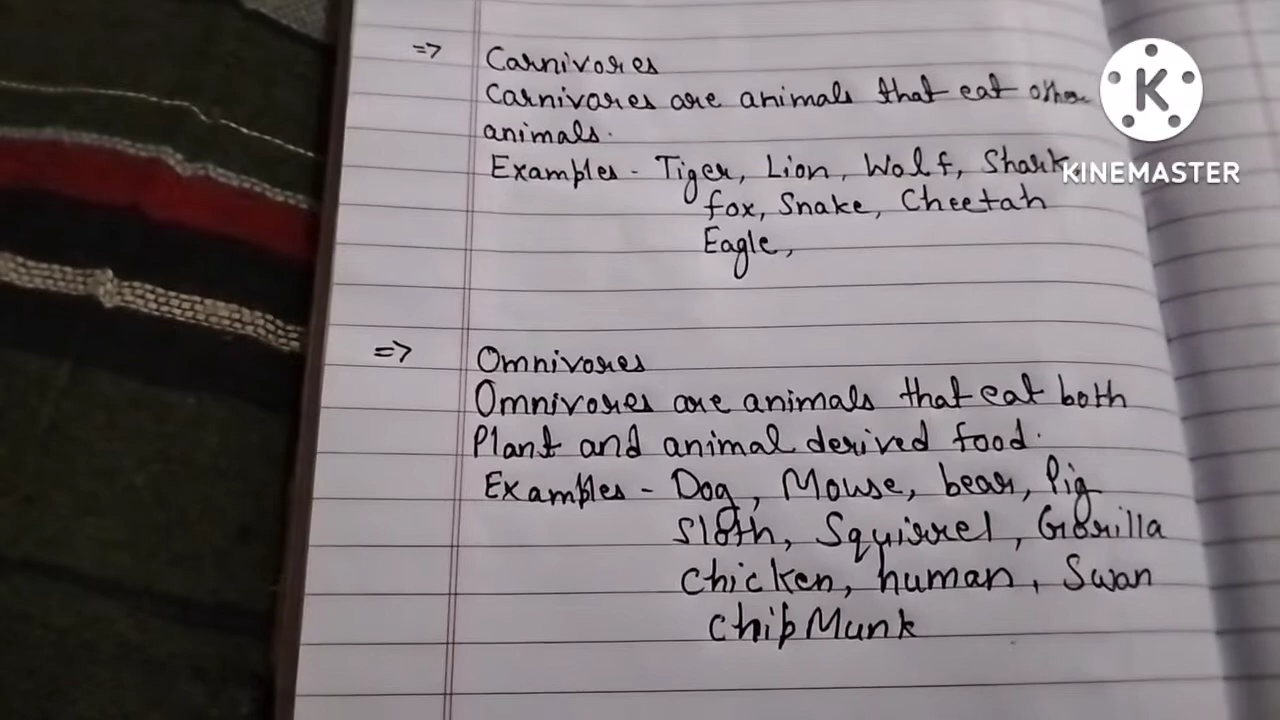 => Carnivores
Carnivores are animals that eat other
animals.
Examples - Tiger, Lion, Wolf, Shark
fox, Snake, Cheetah
Eagle,
K
KINEMASTER
=> Omnivores
Omnivores are animals that eat both
Plant and animal derived food.
Examples - Dog, Mouse, bear, Pig
Sloth, Squirrel, Gorilla
chicken, human, Swan
chipMunk